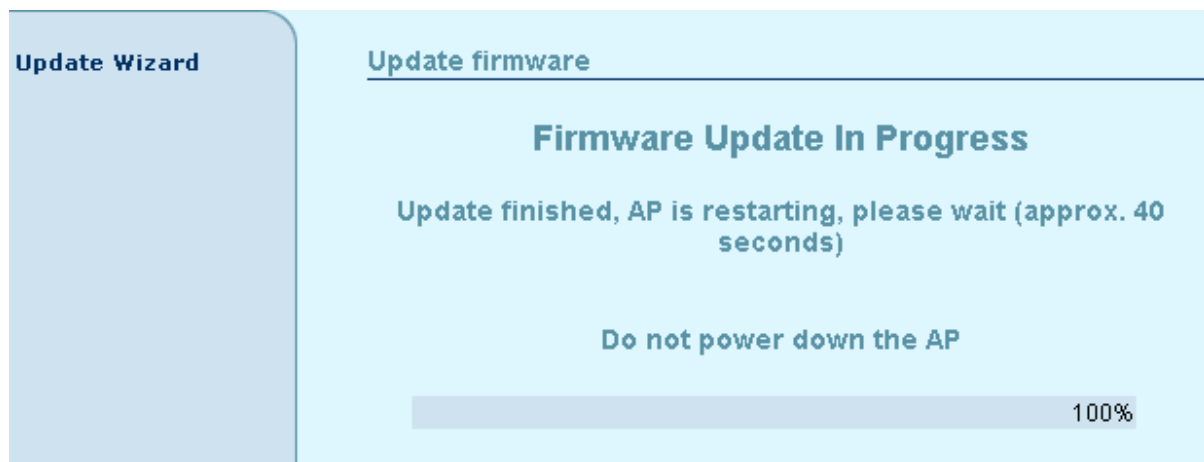 Update Wizard
Update firmware
Firmware Update In Progress
Update finished, AP is restarting, please wait (approx. 40
seconds)
Do not power down the AP
100%